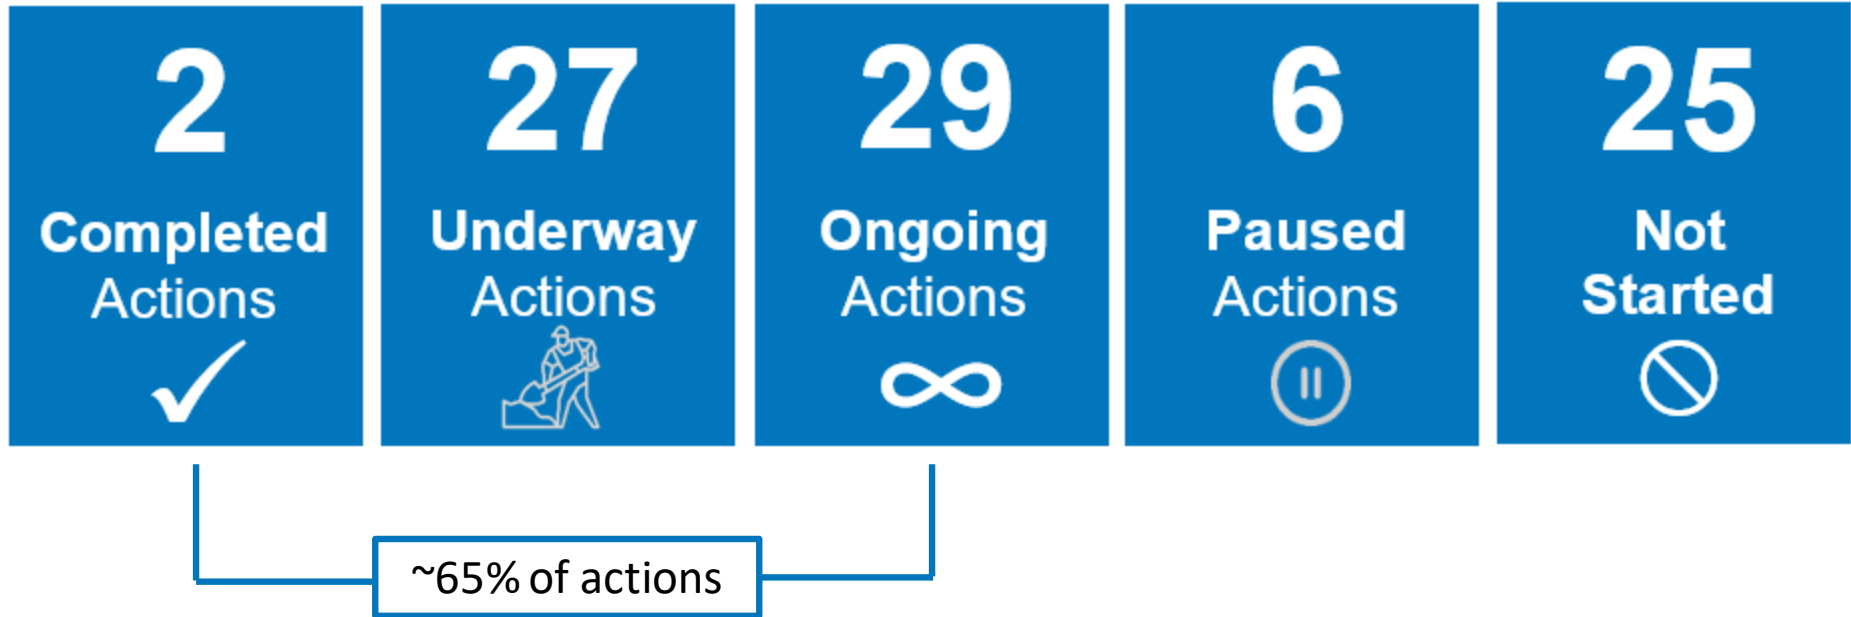 2
Completed
Actions
27
Underway
Actions
29
Ongoing
Actions
6
Paused
Actions
25
Not
Started
~65% of actions